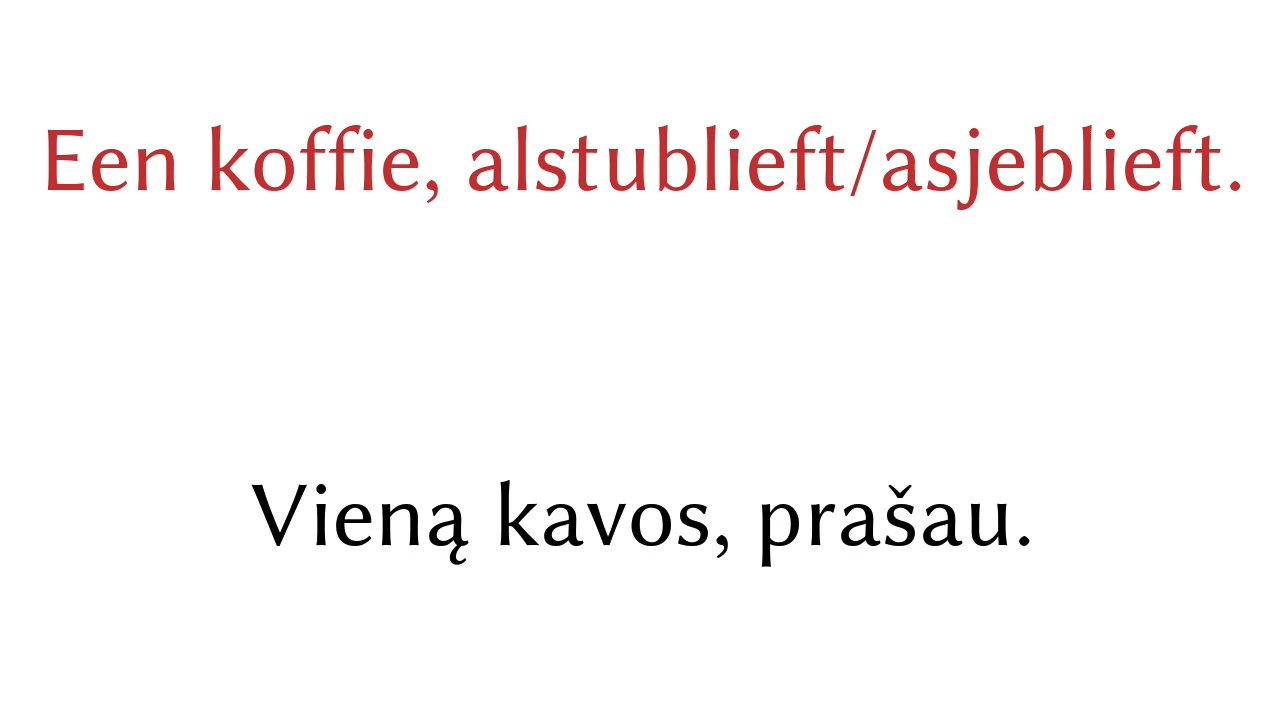 Een koffie, alstublieft/asjeblieft.
Vieną kavos, prašau.